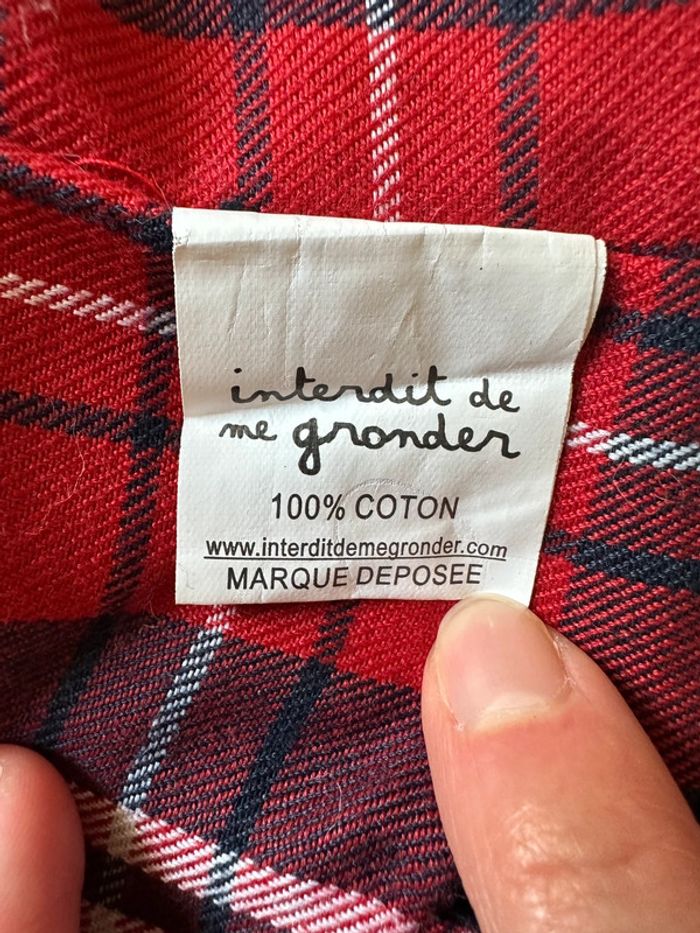 interdit de
me gronder
100% COTON
www.interditdemegronder.com
MARQUE DEPOSEE